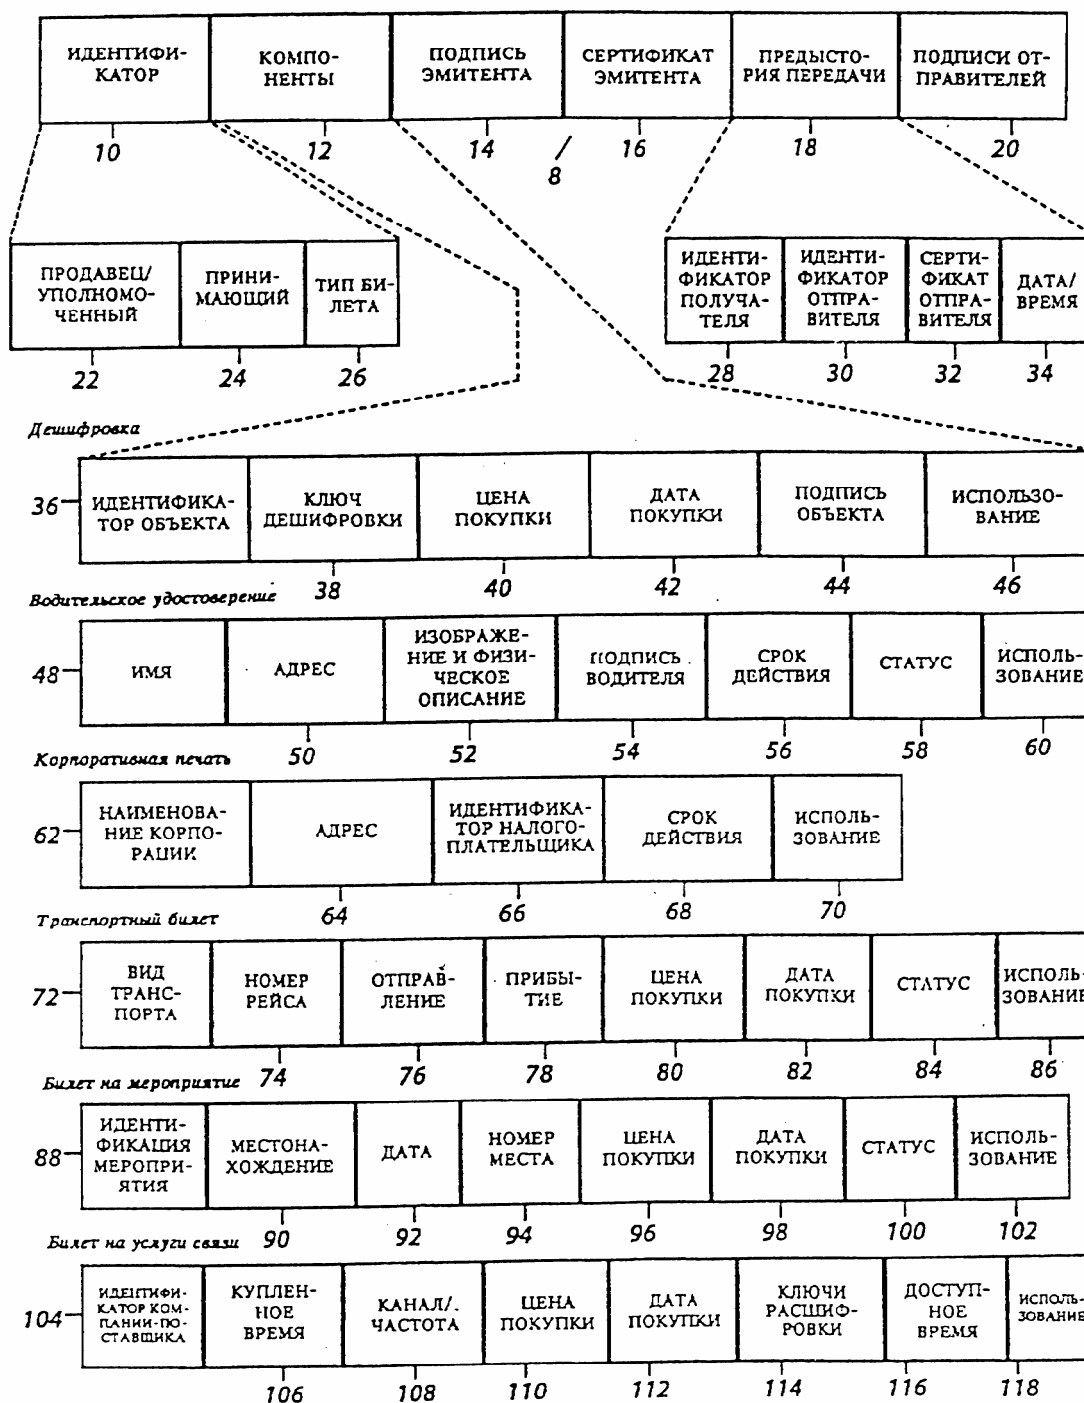 ИДЕНТИФИ-
КАТОР
КОМПО-
НЕНТЫ
ПОДПИСЬ
ЭМИТЕНТА
СЕРТИФИКАТ
ЭМИТЕНТА
ПРЕДЫСТО-
РИЯ ПЕРЕДАЧИ
ПОДПИСИ ОТ-
ПРАВИТЕЛЕЙ
10
12
14
8
16
18
20
ПРОДАВЕЦ/
УПОЛНОМО-
ЧЕННЫЙ
ПРИНИ-
МАЮЩИЙ
ТИП БИ-
ЛЕТА
ИДЕНТИ-
ФИКАТОР
ПОЛУЧА-
ТЕЛЯ
ИДЕНТИ-
ФИКАТОР
ОТПРА-
ВИТЕЛЯ
СЕРТИ-
ФИКАТ
ОТПРА-
ВИТЕЛЯ
ДАТА/
ВРЕМЯ
22
24
26
28
30
32
34
Дешифровка
36
ИДЕНТИФИКА-
ТОР ОБЪЕКТА
КЛЮЧ
ДЕШИФРОВКИ
ЦЕНА
ПОКУПКИ
ДАТА
ПОКУПКИ
ПОДПИСЬ
ОБЪЕКТА
ИСПОЛЬЗО-
ВАНИЕ
38
40
42
44
46
Водительское удостоверение
48
ИМЯ
АДРЕС
ИЗОБРАЖЕ-
НИЕ И ФИЗИ-
ЧЕСКОЕ
ОПИСАНИЕ
ПОДПИСЬ
ВОДИТЕЛЯ
СРОК
ДЕЙСТВИЯ
СТАТУС
ИСПОЛЬ-
ЗОВАНИЕ
50
52
54
56
58
60
Корпоративная печать
62
НАИМЕНОВА-
НИЕ КОРПО-
РАЦИИ
АДРЕС
ИДЕНТИФИКА-
ТОР НАЛОГО-
ПЛАТЕЛЬЩИКА
СРОК
ДЕЙСТВИЯ
ИСПОЛЬ-
ЗОВАНИЕ
64
66
68
70
Транспортный билет
72
ВИД
ТРАНС-
ПОРТА
НОМЕР
РЕЙСА
ОТПРАВ-
ЛЕНИЕ
ПРИБЫ-
ТИЕ
ЦЕНА
ПОКУПКИ
ДАТА
ПОКУПКИ
СТАТУС
ИСПОЛЬ-
ЗОВАНИЕ
74
76
78
80
82
84
86
Билет на мероприятие
88
ИДЕНТИ-
ФИКАЦИЯ
МЕРОПРИ-
ЯТИЯ
МЕСТОНА-
ХОЖДЕНИЕ
ДАТА
НОМЕР
МЕСТА
ЦЕНА
ПОКУПКИ
ДАТА
ПОКУПКИ
СТАТУС
ИСПОЛЬ-
ЗОВАНИЕ
90
92
94
96
98
100
102
Билет на услуги связи
104
ИДЕНТИФИ-
КАТОР КОМ-
ПАНИИ-ПО-
СТАВЩИКА
КУПЛЕН-
НОЕ
ВРЕМЯ
КАНАЛ/
ЧАСТОТА
ЦЕНА
ПОКУПКИ
ДАТА
ПОКУПКИ
КЛЮЧИ
РАСШИФ-
РОВКИ
ДОСТУП-
НОЕ
ВРЕМЯ
ИСПОЛЬ-
ЗОВАНИЕ
106
108
110
112
114
116
118